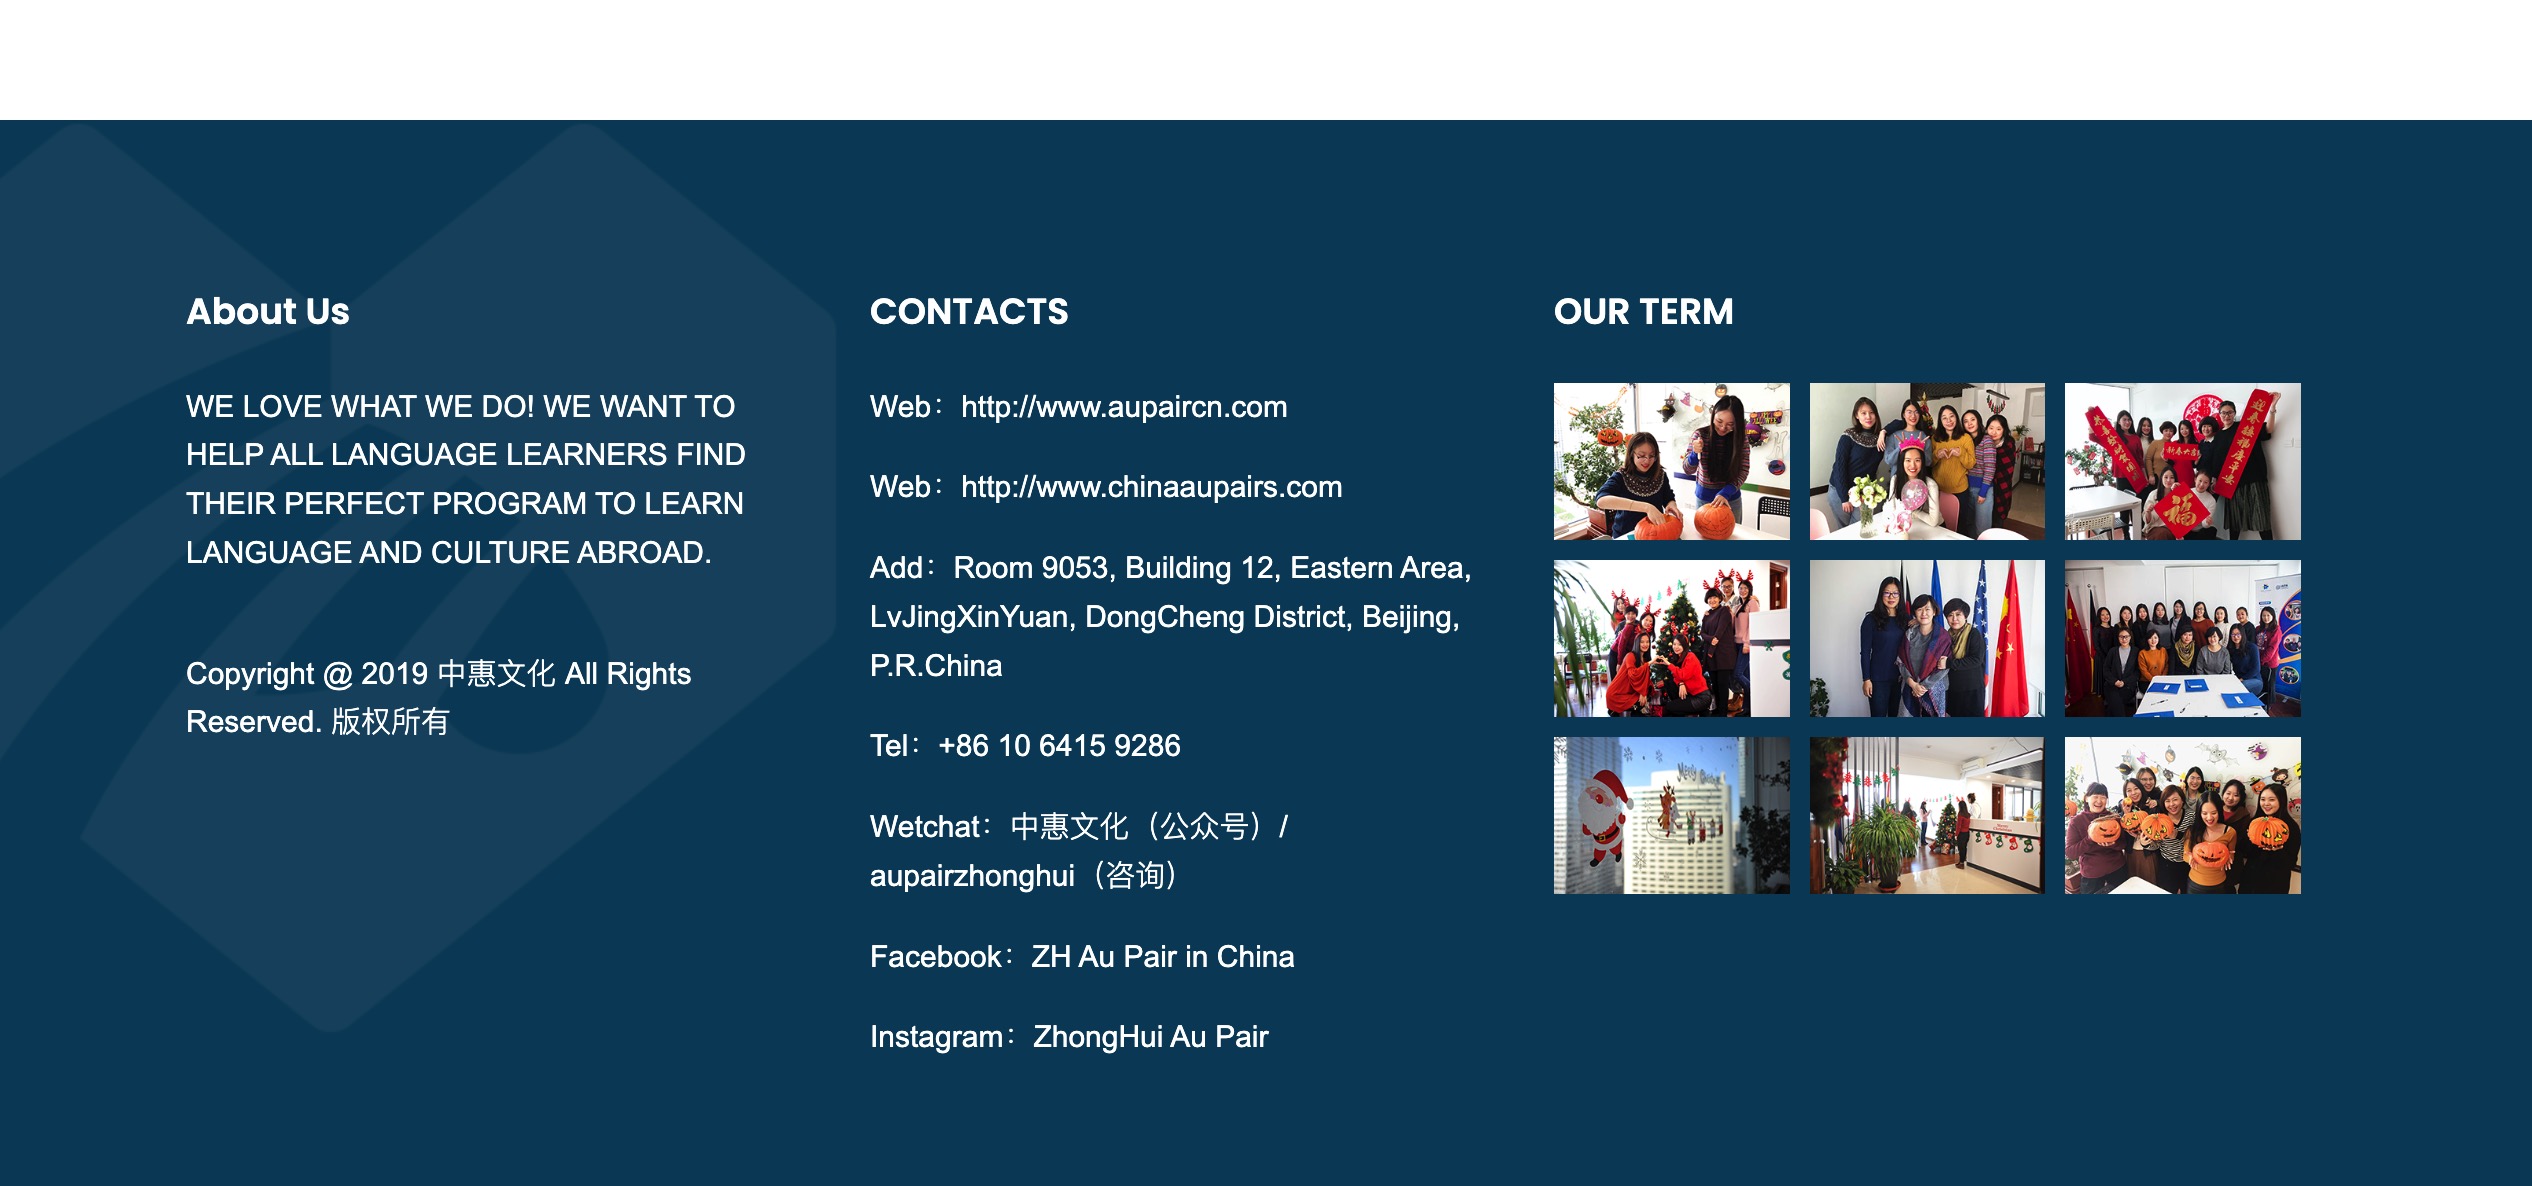 About Us
WE LOVE WHAT WE DO! WE WANT TO
HELP ALL LANGUAGE LEARNERS FIND
THEIR PERFECT PROGRAM TO LEARN
LANGUAGE AND CULTURE ABROAD.
Copyright @ 2019 中惠文化 All Rights
Reserved. 版权所有
CONTACTS
Web：http://www.aupaircn.com
Web：http://www.chinaaupairs.com
Add：Room 9053, Building 12, Eastern Area,
LvJingXinYuan, DongCheng District, Beijing,
P.R.China
Tel：+86 10 6415 9286
Wetchat：中惠文化（公众号）/
aupairzhonghui（咨询）
Facebook：ZH Au Pair in China
Instagram：ZhongHui Au Pair
OUR TERM
福